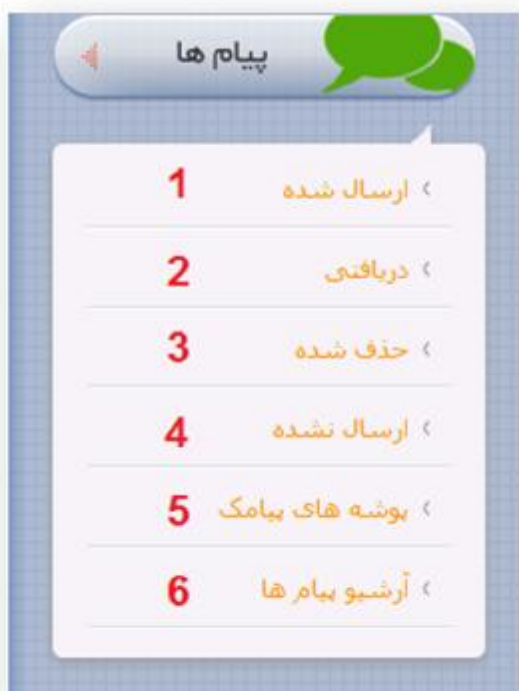 پیام ها
ارسال شده 1
دریافتی 2
حذف شده 3
ارسال نشده 4
پوشه های پیامک 5
آرشیو پیام ها 6